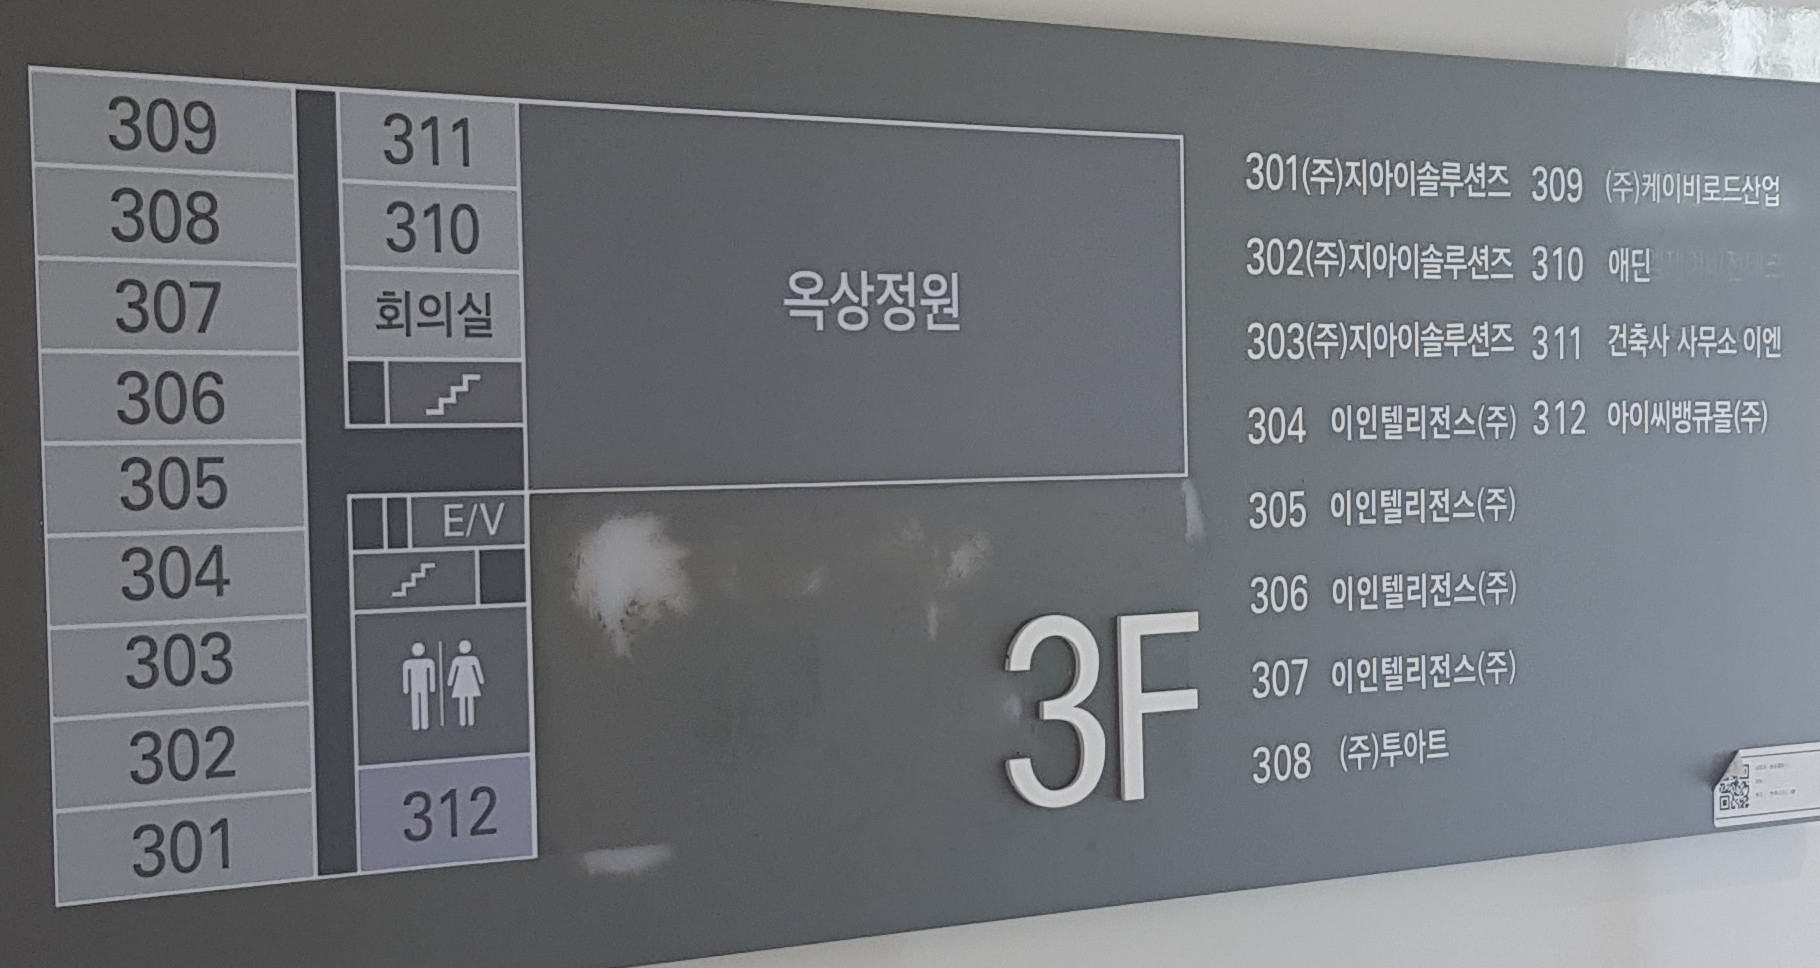 309
308
307
306
305
304
303
302
301
311
310
회의실
E/V
312
옥상정원
3F
301(주)지아이솔루션즈
302(주)지아이솔루션즈
303(주)지아이솔루션즈
304 이인텔리전스(주)
305 이인텔리전스(주)
306 이인텔리전스(주)
307 이인텔리전스(주)
308 (주)투아트
309 (주)케이비로드산업
310 애딘
311 건축사 사무소 이엔
312 아이씨뱅큐몰(주)